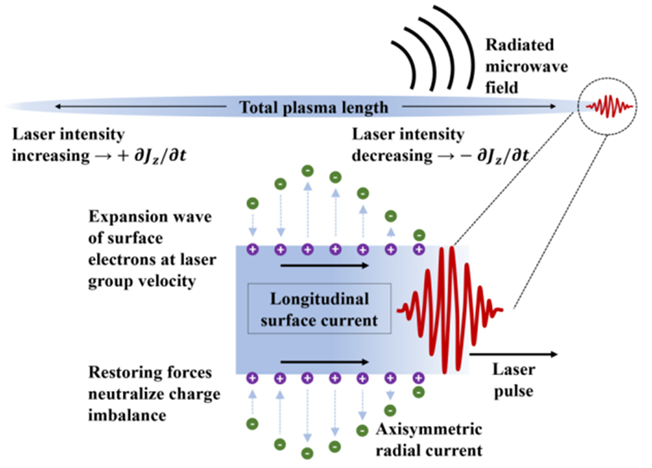 Radiated
microwave
field
Total plasma length
Laser intensity
increasing → + ∂J_z/∂t
Laser intensity
decreasing → − ∂J_z/∂t
Expansion wave
of surface
electrons at laser
group velocity
Longitudinal
surface current
Restoring forces
neutralize charge
imbalance
Laser
pulse
Axisymmetric
radial current